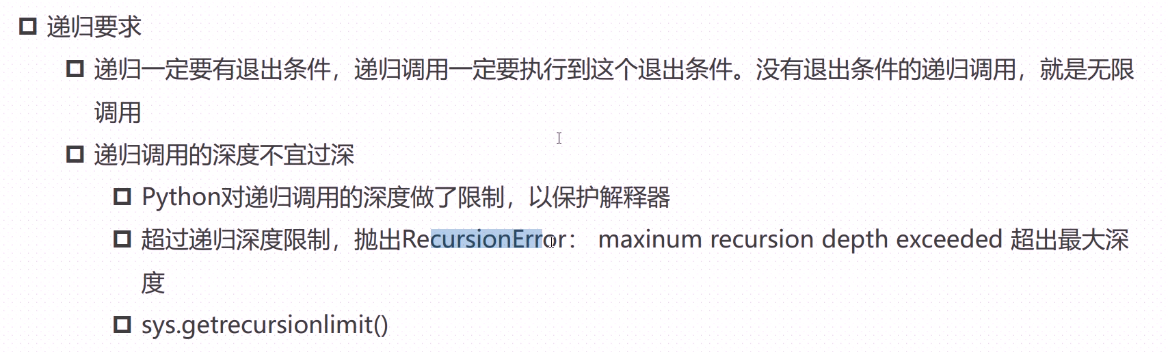 递归要求
递归一定要有退出条件，递归调用一定要执行到这个退出条件。没有退出条件的递归调用，就是无限
调用
递归调用的深度不宜过深
Python对递归调用的深度做了限制，以保护解释器
超过递归深度限制，抛出RecursionError： maxinum recursion depth exceeded 超出最大深
度
sys.getrecursionlimit()